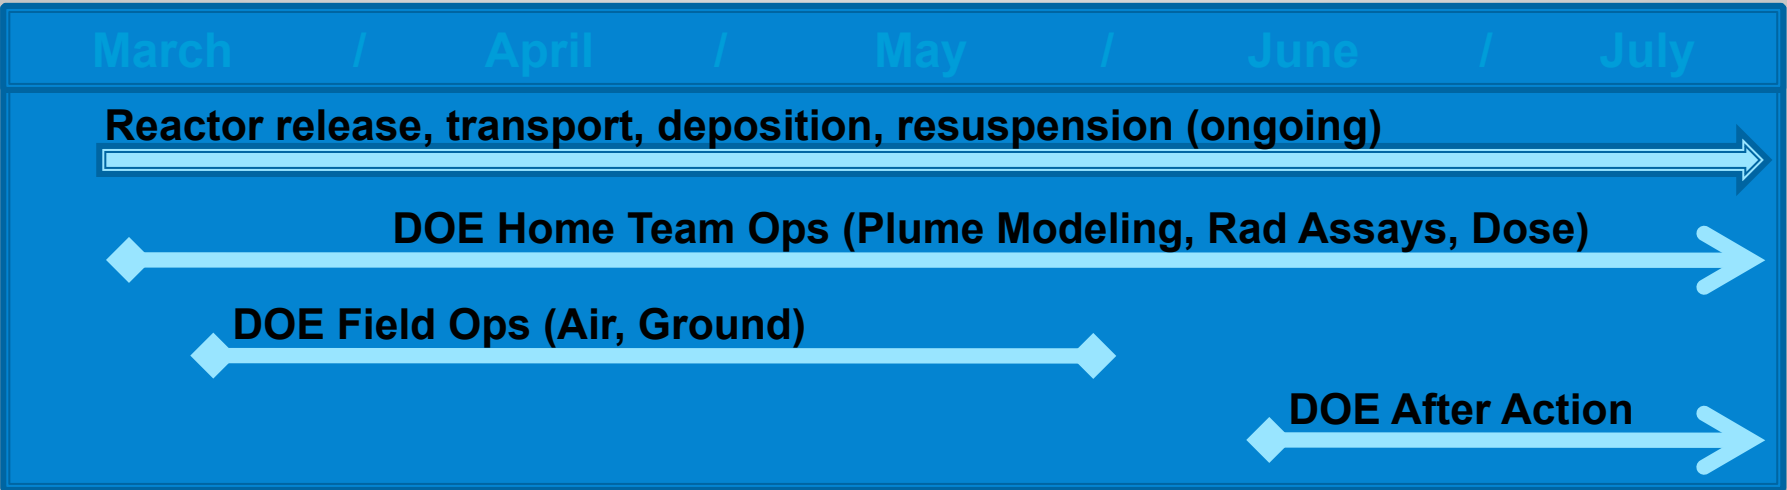 March / April / May / June / July
Reactor release, transport, deposition, resuspension (ongoing)
DOE Home Team Ops (Plume Modeling, Rad Assays, Dose)
DOE Field Ops (Air, Ground)
DOE After Action